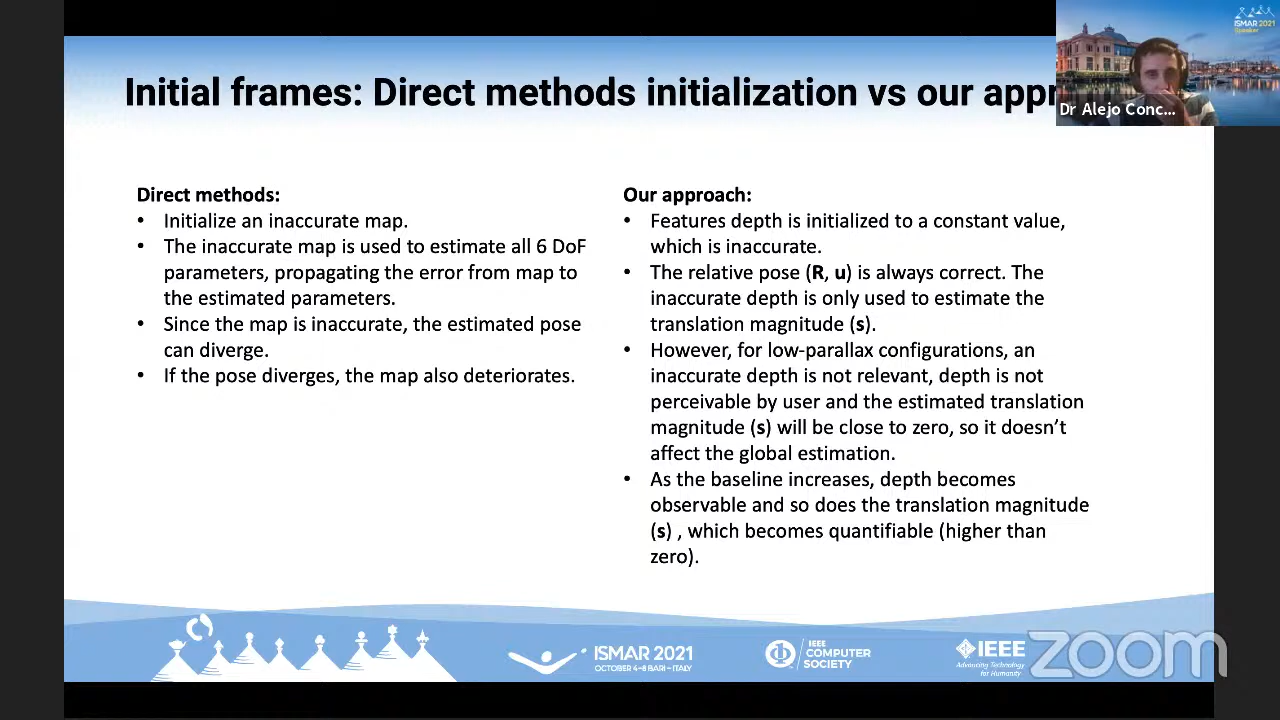 Initial frames: Direct methods initialization vs our appr
ISMAR 2021
Speaker
Dr Alejo Conc...
Direct methods:
• Initialize an inaccurate map.
• The inaccurate map is used to estimate all 6 DoF
parameters, propagating the error from map to
the estimated parameters.
• Since the map is inaccurate, the estimated pose
can diverge.
• If the pose diverges, the map also deteriorates.
Our approach:
• Features depth is initialized to a constant value,
which is inaccurate.
• The relative pose (R, u) is always correct. The
inaccurate depth is only used to estimate the
translation magnitude (s).
• However, for low-parallax configurations, an
inaccurate depth is not relevant, depth is not
perceivable by user and the estimated translation
magnitude (s) will be close to zero, so it doesn't
affect the global estimation.
• As the baseline increases, depth becomes
observable and so does the translation magnitude
(s) , which becomes quantifiable (higher than
zero).
ISMAR 2021
OCTOBER 4-8 BARI – ITALY
IEEE
COMPUTER
SOCIETY
IEEE
Advancing Technology
for Humanity
zoom